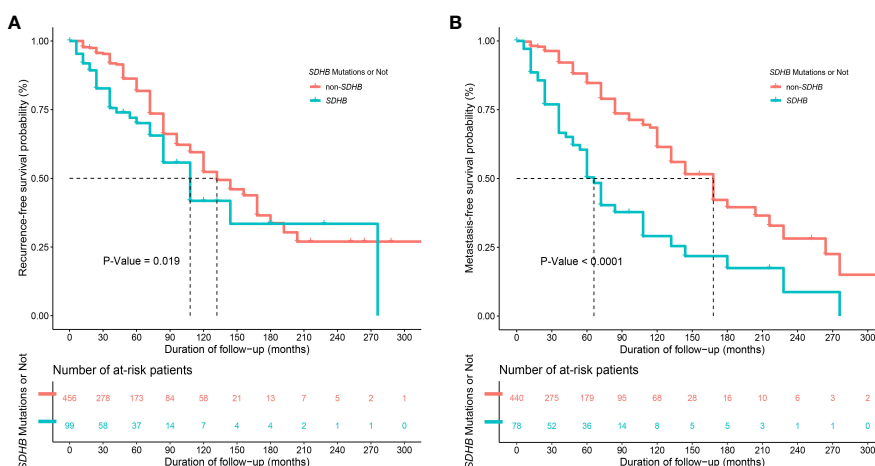 A
Recurrence-free survival probability (%)
1.00
0.75
0.50
0.25
0.00
SDHB Mutations or Not
non-SDHB
SDHB
P-Value = 0.019
0 30 60 90 120 150 180 210 240 270 300
Duration of follow-up (months)
Number of at-risk patients
SDHB Mutations or Not
456 278 173 84 58 21 13 7 5 2 1
99 58 37 14 7 4 4 2 1 1 0
0 30 60 90 120 150 180 210 240 270 300
Duration of follow-up (months)
B
Metastasis-free survival probability (%)
1.00
0.75
0.50
0.25
0.00
SDHB Mutations or Not
non-SDHB
SDHB
P-Value < 0.0001
0 30 60 90 120 150 180 210 240 270 300
Duration of follow-up (months)
Number of at-risk patients
SDHB Mutations or Not
440 275 179 95 68 28 16 10 6 3 2
78 52 36 14 8 5 5 3 1 1 0
0 30 60 90 120 150 180 210 240 270 300
Duration of follow-up (months)